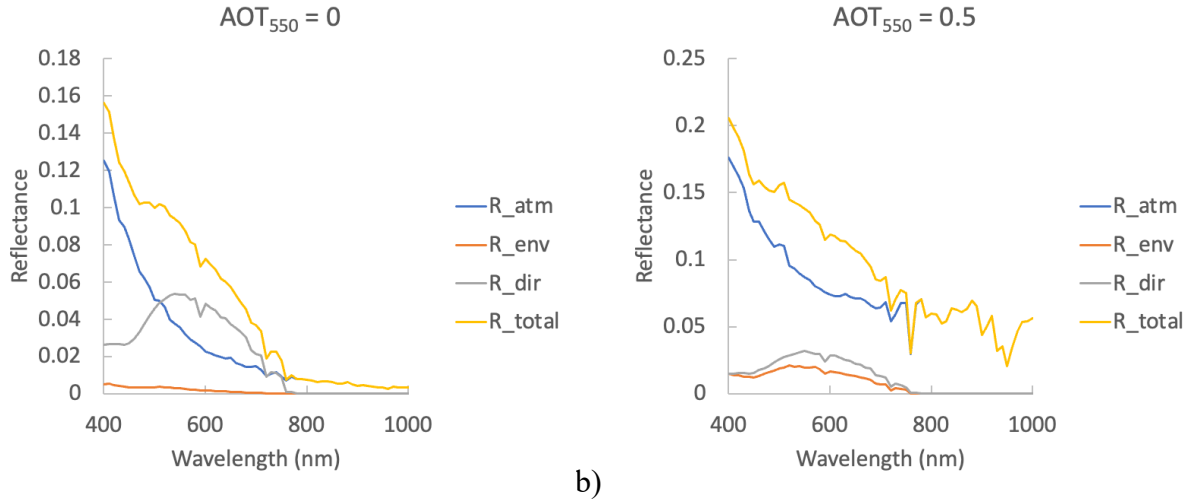 AOT550 = 0
0.18
0.16
0.14
0.12
0.1
0.08
0.06
0.04
0.02
0
400 600 800 1000
Reflectance
Wavelength (nm)
R_atm
R_env
R_dir
R_total
b)
AOT550 = 0.5
0.25
0.2
0.15
0.1
0.05
0
400 600 800 1000
Reflectance
Wavelength (nm)
R_atm
R_env
R_dir
R_total